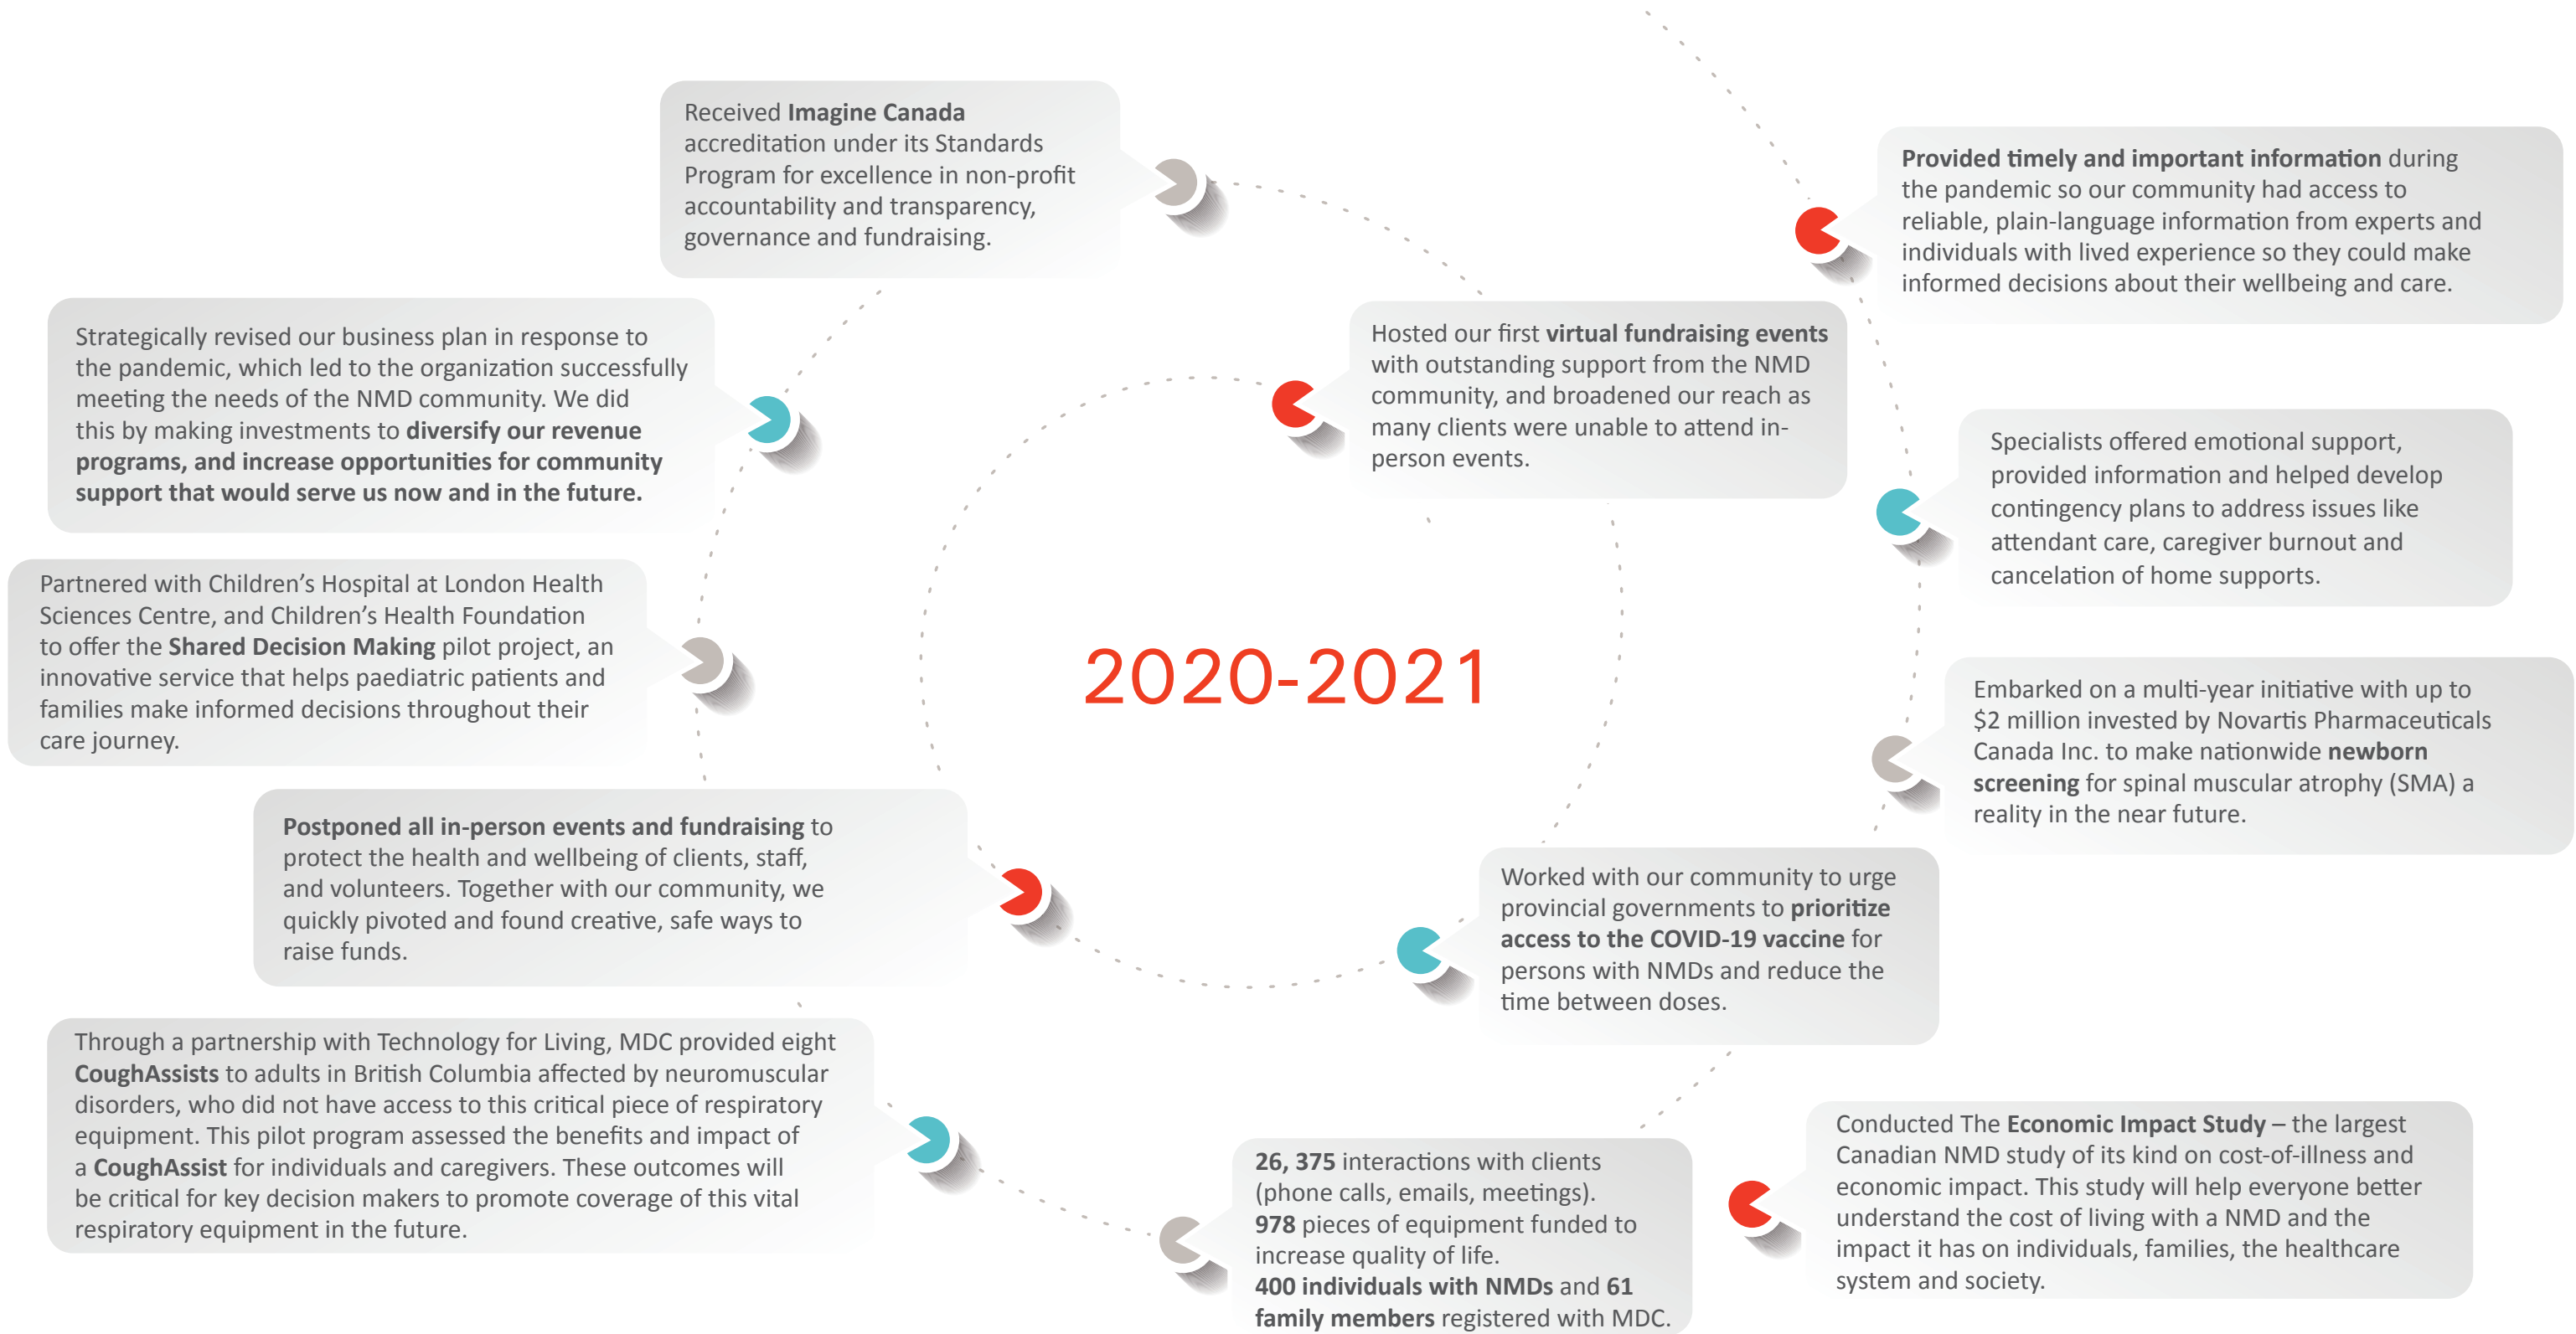 Received Imagine Canada
accreditation under its Standards
Program for excellence in non-profit
accountability and transparency,
governance and fundraising.
Provided timely and important information during
the pandemic so our community had access to
reliable, plain-language information from experts and
individuals with lived experience so they could make
informed decisions about their wellbeing and care.
Strategically revised our business plan in response to
the pandemic, which led to the organization successfully
meeting the needs of the NMD community. We did
this by making investments to diversify our revenue
programs, and increase opportunities for community
support that would serve us now and in the future.
Hosted our first virtual fundraising events
with outstanding support from the NMD
community, and broadened our reach as
many clients were unable to attend in-
person events.
Specialists offered emotional support,
provided information and helped develop
contingency plans to address issues like
attendant care, caregiver burnout and
cancelation of home supports.
Partnered with Children’s Hospital at London Health
Sciences Centre, and Children’s Health Foundation
to offer the Shared Decision Making pilot project, an
innovative service that helps paediatric patients and
families make informed decisions throughout their
care journey.
2020-2021
Embarked on a multi-year initiative with up to
$2 million invested by Novartis Pharmaceuticals
Canada Inc. to make nationwide newborn
screening for spinal muscular atrophy (SMA) a
reality in the near future.
Postponed all in-person events and fundraising to
protect the health and wellbeing of clients, staff,
and volunteers. Together with our community, we
quickly pivoted and found creative, safe ways to
raise funds.
Worked with our community to urge
provincial governments to prioritize
access to the COVID-19 vaccine for
persons with NMDs and reduce the
time between doses.
Through a partnership with Technology for Living, MDC provided eight
CoughAssists to adults in British Columbia affected by neuromuscular
disorders, who did not have access to this critical piece of respiratory
equipment. This pilot program assessed the benefits and impact of
a CoughAssist for individuals and caregivers. These outcomes will
be critical for key decision makers to promote coverage of this vital
respiratory equipment in the future.
26, 375 interactions with clients
(phone calls, emails, meetings).
978 pieces of equipment funded to
increase quality of life.
400 individuals with NMDs and 61
family members registered with MDC.
Conducted The Economic Impact Study – the largest
Canadian NMD study of its kind on cost-of-illness and
economic impact. This study will help everyone better
understand the cost of living with a NMD and the
impact it has on individuals, families, the healthcare
system and society.